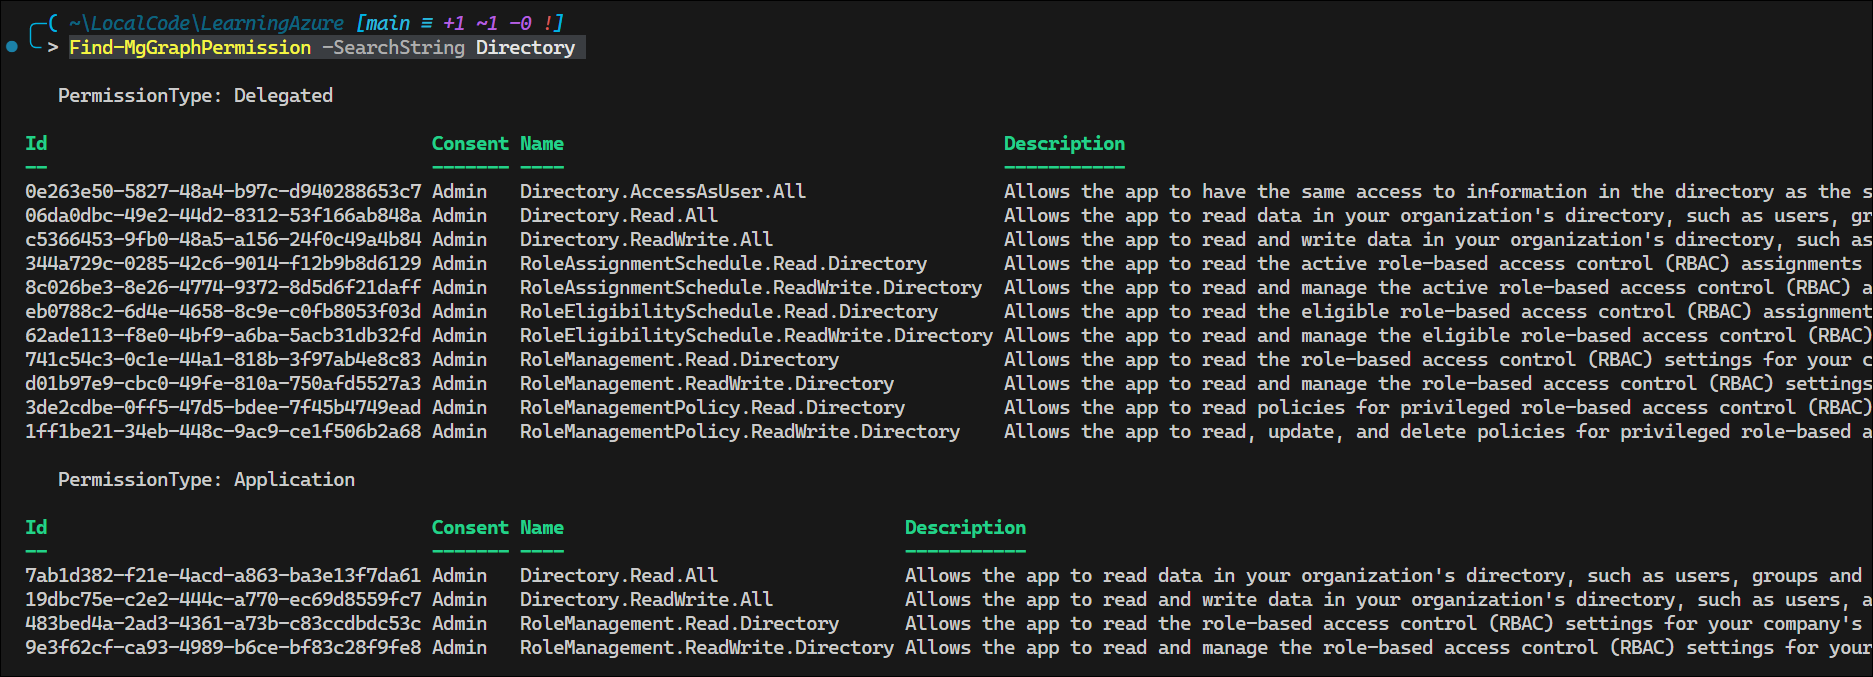 ~\LocalCode\LearningAzure [main ≡ +1 ~1 -0 !]
> Find-MgGraphPermission -SearchString Directory
PermissionType: Delegated
Id Consent Name Description
-- ------- ---- -----------
0e263e50-5827-48a4-b97c-d940288653c7 Admin Directory.AccessAsUser.All Allows the app to have the same access to information in the directory as the s
06da0dbc-49e2-44d2-8312-53f166ab848a Admin Directory.Read.All Allows the app to read data in your organization's directory, such as users, gr
c5366453-9fb0-48a5-a156-24f0c49a4b84 Admin Directory.ReadWrite.All Allows the app to read and write data in your organization's directory, such as
344a729c-0285-42c6-9014-f12b9b8d6129 Admin RoleAssignmentSchedule.Read.Directory Allows the app to read the active role-based access control (RBAC) assignments
8c026be3-8e26-4774-9372-8d5d6f21daff Admin RoleAssignmentSchedule.ReadWrite.Directory Allows the app to read and manage the active role-based access control (RBAC) a
eb0788c2-6d4e-4658-8c9e-c0fb8053f03d Admin RoleEligibilitySchedule.Read.Directory Allows the app to read the eligible role-based access control (RBAC) assignment
62ade113-f8e0-4bf9-a6ba-5acb31db32fd Admin RoleEligibilitySchedule.ReadWrite.Directory Allows the app to read and manage the eligible role-based access control (RBAC)
741c54c3-0c1e-44a1-818b-3f97ab4e8c83 Admin RoleManagement.Read.Directory Allows the app to read the role-based access control (RBAC) settings for your c
d01b97e9-cbc0-49fe-810a-750afd5527a3 Admin RoleManagement.ReadWrite.Directory Allows the app to read and manage the role-based access control (RBAC) settings
3de2cdbe-0ff5-47d5-bdee-7f45b4749ead Admin RoleManagementPolicy.Read.Directory Allows the app to read policies for privileged role-based access control (RBAC)
1ff1be21-34eb-448c-9ac9-ce1f506b2a68 Admin RoleManagementPolicy.ReadWrite.Directory Allows the app to read, update, and delete policies for privileged role-based a
PermissionType: Application
Id Consent Name Description
-- ------- ---- -----------
7ab1d382-f21e-4acd-a863-ba3e13f7da61 Admin Directory.Read.All Allows the app to read data in your organization's directory, such as users, groups and
19dbc75e-c2e2-444c-a770-ec69d8559fc7 Admin Directory.ReadWrite.All Allows the app to read and write data in your organization's directory, such as users, a
483bed4a-2ad3-4361-a73b-c83ccdbdc53c Admin RoleManagement.Read.Directory Allows the app to read the role-based access control (RBAC) settings for your company's
9e3f62cf-ca93-4989-b6ce-bf83c28f9fe8 Admin RoleManagement.ReadWrite.Directory Allows the app to read and manage the role-based access control (RBAC) settings for your